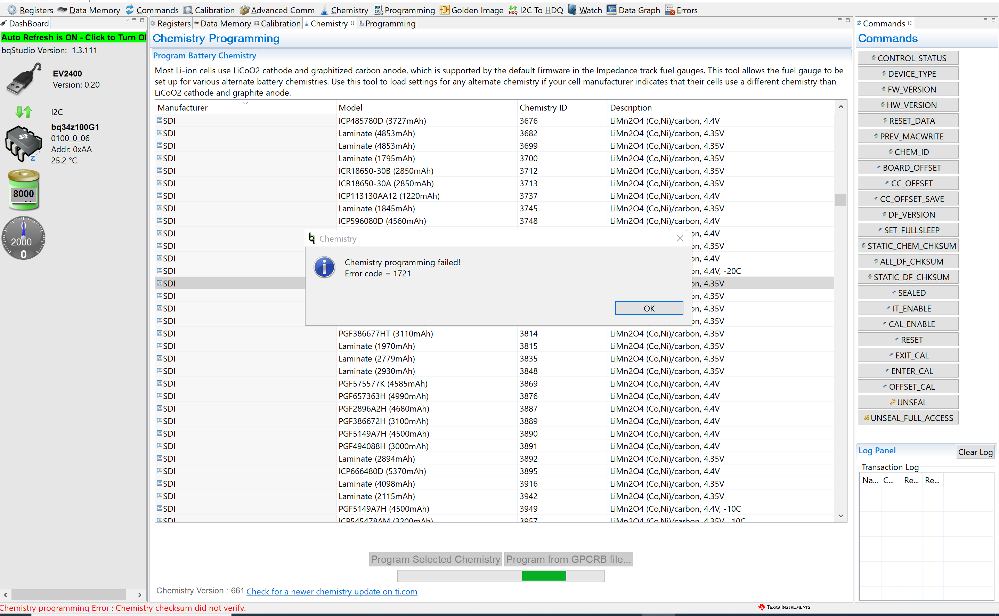 Registers Data Memory Commands Calibration Advanced Comm Chemistry Programming Golden Image HDQ I2C To HDQ Watch Data Graph Errors
DashBoard
Auto Refresh is ON - Click to Turn O
bqStudio Version: 1.3.111
EV2400
Version: 0.20
I2C
bq34z100G1
0100_0_06
Addr: 0xAA
25.2 °C
z z
8000
0
-2000
0
Registers Data Memory Calibration Chemistry Programming
Chemistry Programming
Program Battery Chemistry
Most Li-ion cells use LiCoO2 cathode and graphitized carbon anode, which is supported by the default firmware in the Impedance track fuel gauges. This tool allows the fuel gauge to be
set up for various alternate battery chemistries. Use this tool to load settings for any alternate chemistry if your cell manufacturer indicates that their cells use a different chemistry than
LiCoO2 cathode and graphite anode.
Manufacturer Model Chemistry ID Description
SDI ICP485780D (3727mAh) 3676 LiMn2O4 (Co,Ni)/carbon, 4.4V
SDI Laminate (4853mAh) 3682 LiMn2O4 (Co,Ni)/carbon, 4.35V
SDI Laminate (4853mAh) 3699 LiMn2O4 (Co,Ni)/carbon, 4.35V
SDI Laminate (1795mAh) 3700 LiMn2O4 (Co,Ni)/carbon, 4.35V
SDI ICR18650-30B (2850mAh) 3712 LiMn2O4 (Co,Ni)/carbon, 4.35V
SDI ICR18650-30A (2850mAh) 3713 LiMn2O4 (Co,Ni)/carbon, 4.35V
SDI ICP113130AA12 (1220mAh) 3737 LiMn2O4 (Co,Ni)/carbon, 4.4V
SDI Laminate (1845mAh) 3745 LiMn2O4 (Co,Ni)/carbon, 4.35V
SDI ICP596080D (4560mAh) 3748 LiMn2O4 (Co,Ni)/carbon, 4.4V
SDI on, 4.4V
SDI on, 4.35V
SDI on, 4.4V
SDI on, 4.4V, -20C
SDI on, 4.35V
SDI on, 4.35V
SDI on, 4.35V
SDI on, 4.35V
Chemistry
Chemistry programming failed!
Error code = 1721
OK
SDI PGF386677HT (3110mAh) 3814 LiMn2O4 (Co,Ni)/carbon, 4.35V
SDI Laminate (1970mAh) 3815 LiMn2O4 (Co,Ni)/carbon, 4.35V
SDI Laminate (2779mAh) 3835 LiMn2O4 (Co,Ni)/carbon, 4.35V
SDI Laminate (2930mAh) 3848 LiMn2O4 (Co,Ni)/carbon, 4.35V
SDI PGF575577K (4585mAh) 3869 LiMn2O4 (Co,Ni)/carbon, 4.4V
SDI PGF657363H (4990mAh) 3876 LiMn2O4 (Co,Ni)/carbon, 4.4V
SDI PGF2896A2H (4680mAh) 3887 LiMn2O4 (Co,Ni)/carbon, 4.4V
SDI PGF386672H (3100mAh) 3889 LiMn2O4 (Co,Ni)/carbon, 4.4V
SDI PGF5149A7H (4500mAh) 3890 LiMn2O4 (Co,Ni)/carbon, 4.4V
SDI PGF494088H (3000mAh) 3891 LiMn2O4 (Co,Ni)/carbon, 4.4V
SDI Laminate (2894mAh) 3892 LiMn2O4 (Co,Ni)/carbon, 4.35V
SDI ICP666480D (5370mAh) 3895 LiMn2O4 (Co,Ni)/carbon, 4.4V
SDI Laminate (4098mAh) 3916 LiMn2O4 (Co,Ni)/carbon, 4.35V
SDI Laminate (2115mAh) 3942 LiMn2O4 (Co,Ni)/carbon, 4.35V
SDI PGF5149A7H (4500mAh) 3949 LiMn2O4 (Co,Ni)/carbon, 4.4V, -10C
SDI ICP545478AM (3200mAh) 3957 LiMn2O4 (Co,Ni)/carbon, 4.35V, -10C
Program Selected Chemistry Program from GPCRB file...
Chemistry Version : 661 Check for a newer chemistry update on ti.com
Commands
Commands
CONTROL_STATUS
DEVICE_TYPE
FW_VERSION
HW_VERSION
RESET_DATA
PREV_MACWRITE
CHEM_ID
BOARD_OFFSET
CC_OFFSET
CC_OFFSET_SAVE
DF_VERSION
SET_FULLSLEEP
STATIC_CHEM_CHKSUM
ALL_DF_CHKSUM
STATIC_DF_CHKSUM
SEALED
IT_ENABLE
CAL_ENABLE
RESET
EXIT_CAL
ENTER_CAL
OFFSET_CAL
UNSEAL
UNSEAL_FULL_ACCESS
Log Panel Clear Log
Transaction Log
Na... C... Re... Re...
Chemistry programming Error : Chemistry checksum did not verify.
TEXAS INSTRUMENTS